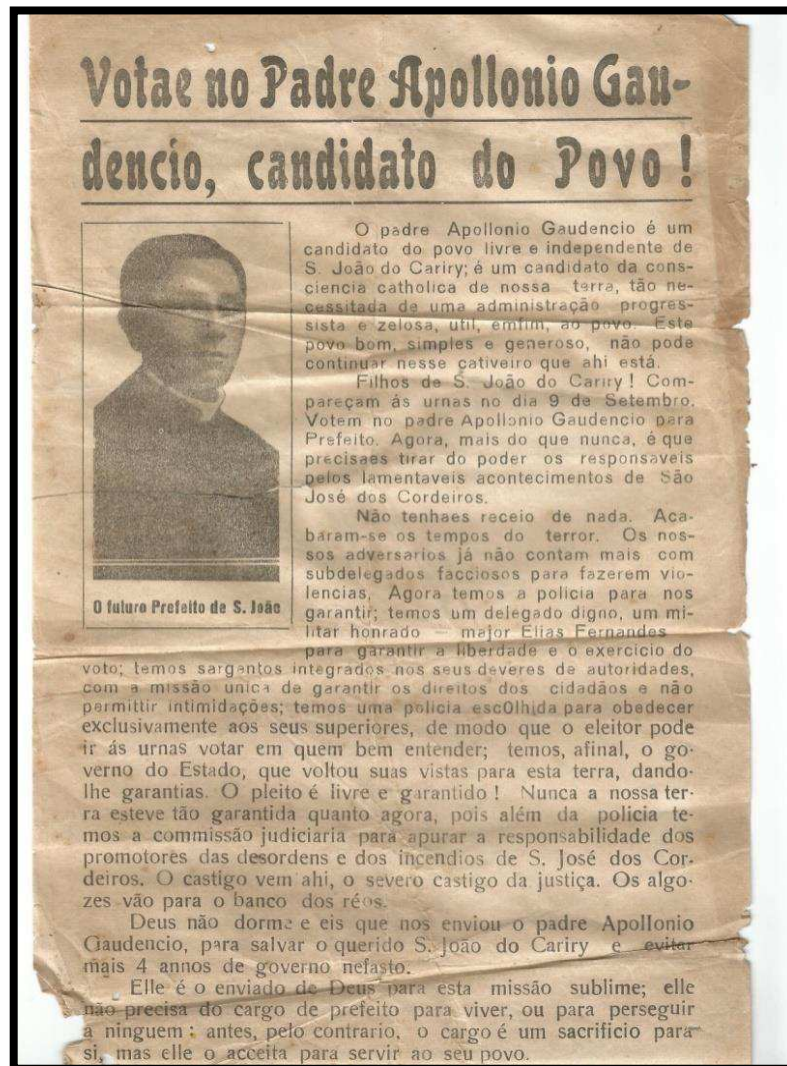 Votae no Padre Apollonio Gau-
dencio, candidato do Povo !
O padre Apollonio Gaudencio é um
candidato do povo livre e independente de
S. João do Cariry; é um candidato da cons-
ciencia catholica de nossa terra, tão ne-
cessitada de uma administração progres-
sista e zelosa, util, emfim, ao povo. Este
povo bom, simples e generoso, não pode
continuar nesse cativeiro que ahi está.
Filhos de S. João do Cariry ! Com-
pareçam ás urnas no dia 9 de Setembro.
Votem no padre Apollonio Gaudencio para
Prefeito. Agora, mais do que nunca, é que
precisaes tirar do poder os responsaveis
pelos lamentaveis acontecimentos de São
José dos Cordeiros.
Não tenhaes receio de nada. Aca-
baram-se os tempos do terror. Os nos-
sos adversarios já não contam mais com
subdelegados facciosos para fazerem vio-
lencias, Agora temos a policia para nos
garantir; temos um delegado digno, um mi-
litar honrado — major Elias Fernandes
para garantir a liberdade e o exercicio do
voto; temos sargentos integrados nos seus deveres de autoridades,
com a missão unica de garantir os direitos dos cidadãos e não
permittir intimidações; temos uma policia escOlhida para obedecer
exclusivamente aos seus superiores, de modo que o eleitor pode
ir ás urnas votar em quem bem entender; temos, afinal, o go-
verno do Estado, que voltou suas vistas para esta terra, dando-
lhe garantias. O pleito é livre e garantido ! Nunca a nossa ter-
ra esteve tão garantida quanto agora, pois além da policia te-
mos a commissão judiciaria para apurar a responsabilidade dos
promotores das desordens e dos incendios de S. José dos Cor-
deiros. O castigo vem ahi, o severo castigo da justiça. Os algo-
zes vão para o banco dos réos.
Deus não dorme e eis que nos enviou o padre Apollonio
Gaudencio, para salvar o querido S. João do Cariry e evitar
mais 4 annos de governo nefasto.
Elle é o enviado de Deus para esta missão sublime; elle
não precisa do cargo de prefeito para viver, ou para perseguir
a ninguem : antes, pelo contrario, o cargo é um sacrificio para
si, mas elle o acceita para servir ao seu povo.
O futuro Prefeito de S. João